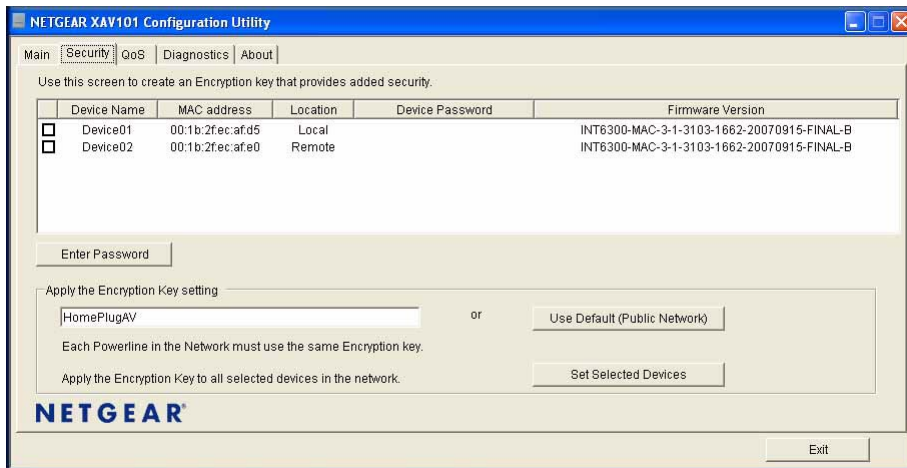 NETGEAR XAV101 Configuration Utility
Main Security QoS Diagnostics About
Use this screen to create an Encryption key that provides added security.
Device Name MAC address Location Device Password Firmware Version
Device01 00:1b:2f:ec:af:d5 Local INT6300-MAC-3-1-3103-1662-20070915-FINAL-B
Device02 00:1b:2f:ec:af:e0 Remote INT6300-MAC-3-1-3103-1662-20070915-FINAL-B
Enter Password
Apply the Encryption Key setting
HomePlugAV or Use Default (Public Network)
Each Powerline in the Network must use the same Encryption key.
Apply the Encryption Key to all selected devices in the network. Set Selected Devices
NETGEAR®
Exit